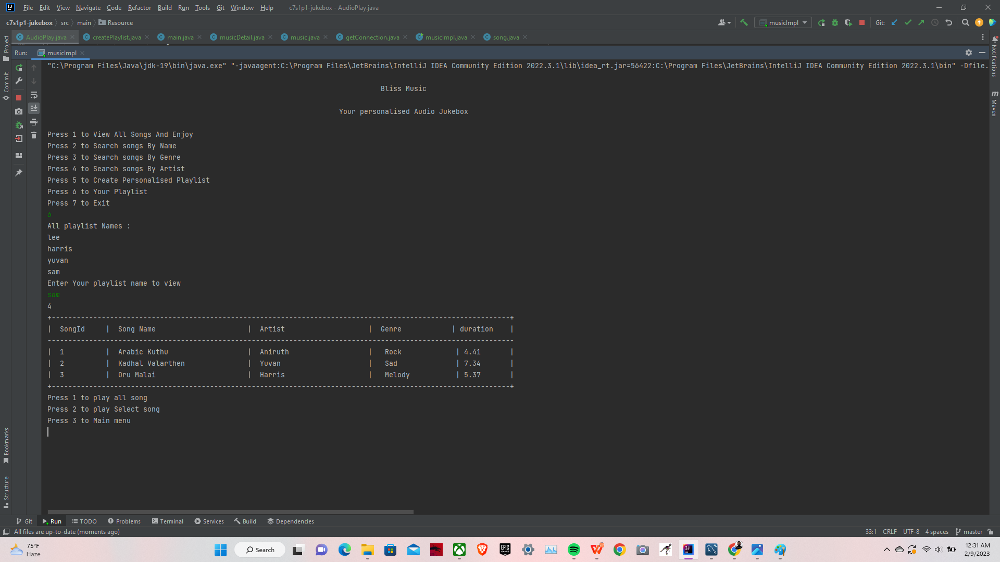 File Edit View Navigate Code Refactor Build Run Tools Git Window Help c7s1p1-jukebox - AudioPlay.java
c7s1p1-jukebox src main Resource musicImpl Git:
AudioPlay.java createPlaylist.java main.java musicDetail.java music.java getConnection.java musicImpl.java song.java
Run: musicImpl
"C:\Program Files\Java\jdk-19\bin\java.exe" "-javaagent:C:\Program Files\JetBrains\IntelliJ IDEA Community Edition 2022.3.1\lib\idea_rt.jar=56422:C:\Program Files\JetBrains\IntelliJ IDEA Community Edition 2022.3.1\bin" -Dfile.
Bliss Music
Your personalised Audio Jukebox
Press 1 to View All Songs And Enjoy
Press 2 to Search songs By Name
Press 3 to Search songs By Genre
Press 4 to Search songs By Artist
Press 5 to Create Personalised Playlist
Press 6 to Your Playlist
Press 7 to Exit
6
All playlist Names :
lee
harris
yuvan
sam
Enter Your playlist name to view
sam
4
+--------------------------------------------------------------------------------------------------------------+
| SongId | Song Name | Artist | Genre | duration |
----------------------------------------------------------------------------------------------------------------
| 1 | Arabic Kuthu | Aniruth | Rock | 4.41 |
| 2 | Kadhal Valarthen | Yuvan | Sad | 7.34 |
| 3 | Oru Malai | Harris | Melody | 5.37 |
+--------------------------------------------------------------------------------------------------------------+
Press 1 to play all song
Press 2 to play Select song
Press 3 to Main menu
Project
Commit
Bookmarks
Structure
Notifications
Maven
Git Run TODO Problems Terminal Services Build Dependencies
All files are up-to-date (moments ago) 33:1 CRLF UTF-8 4 spaces master
75°F
Haze
Search
EPIC GAMES
12:31 AM
2/9/2023